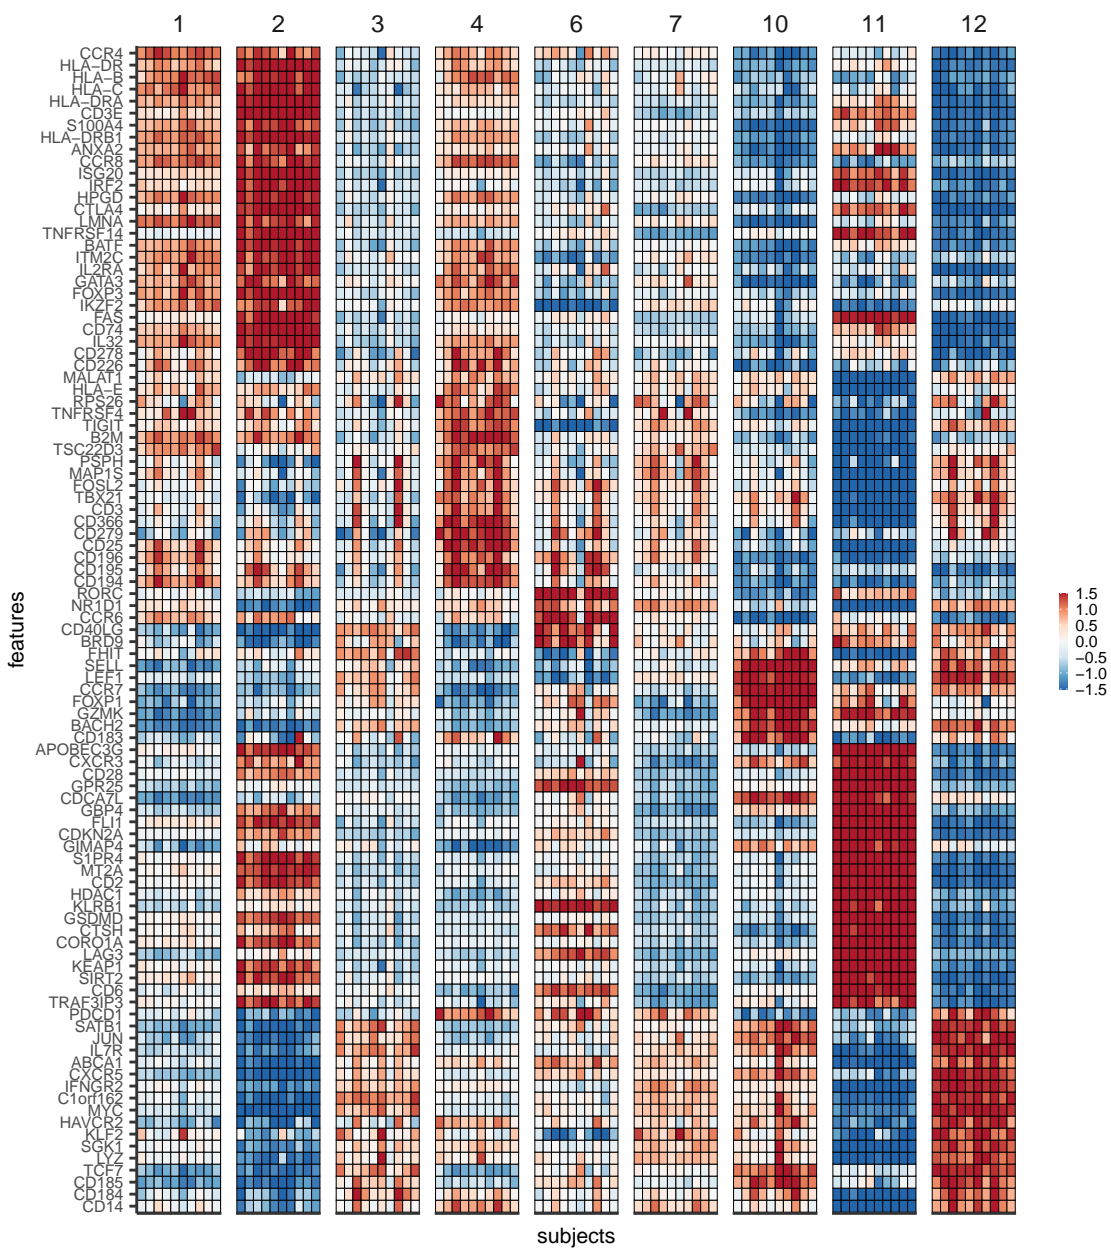 1 2 3 4 6 7 10 11 12
CCR4
HLA−DR
HLA−B
HLA−C
HLA−DRA
CD3E
S100A4
HLA−DRB1
ANXA2
CCR8
ISG20
IRF2
HPGD
CTLA4
LMNA
TNFRSF14
BATF
ITM2C
IL2RA
GATA3
FOXP3
IKZF2
FAS
CD74
IL32
CD278
CD226
MALAT1
HLA−E
RPS26
TNFRSF4
TIGIT
B2M
TSC22D3
PSPH
MAP1S
FOSL2
TBX21
CD3
CD366
CD279
CD25
CD196
CD195
CD194
RORC
NR1D1
CCR6
CD40LG
BRD9
FHIT
SELL
LEF1
CCR7
FOXP1
GZMK
BACH2
CD183
APOBEC3G
CXCR3
CD28
GPR25
CDCA7L
GBP4
FLI1
CDKN2A
GIMAP4
S1PR4
MT2A
CD2
HDAC1
KLRB1
GSDMD
CTSH
CORO1A
LAG3
KEAP1
SIRT2
CD6
TRAF3IP3
PDCD1
SATB1
JUN
IL7R
ABCA1
CXCR5
IFNGR2
C1orf162
MYC
HAVCR2
KLF2
SGK1
LYZ
TCF7
CD185
CD184
CD14
features
subjects
1.5
1.0
0.5
0.0
−0.5
−1.0
−1.5